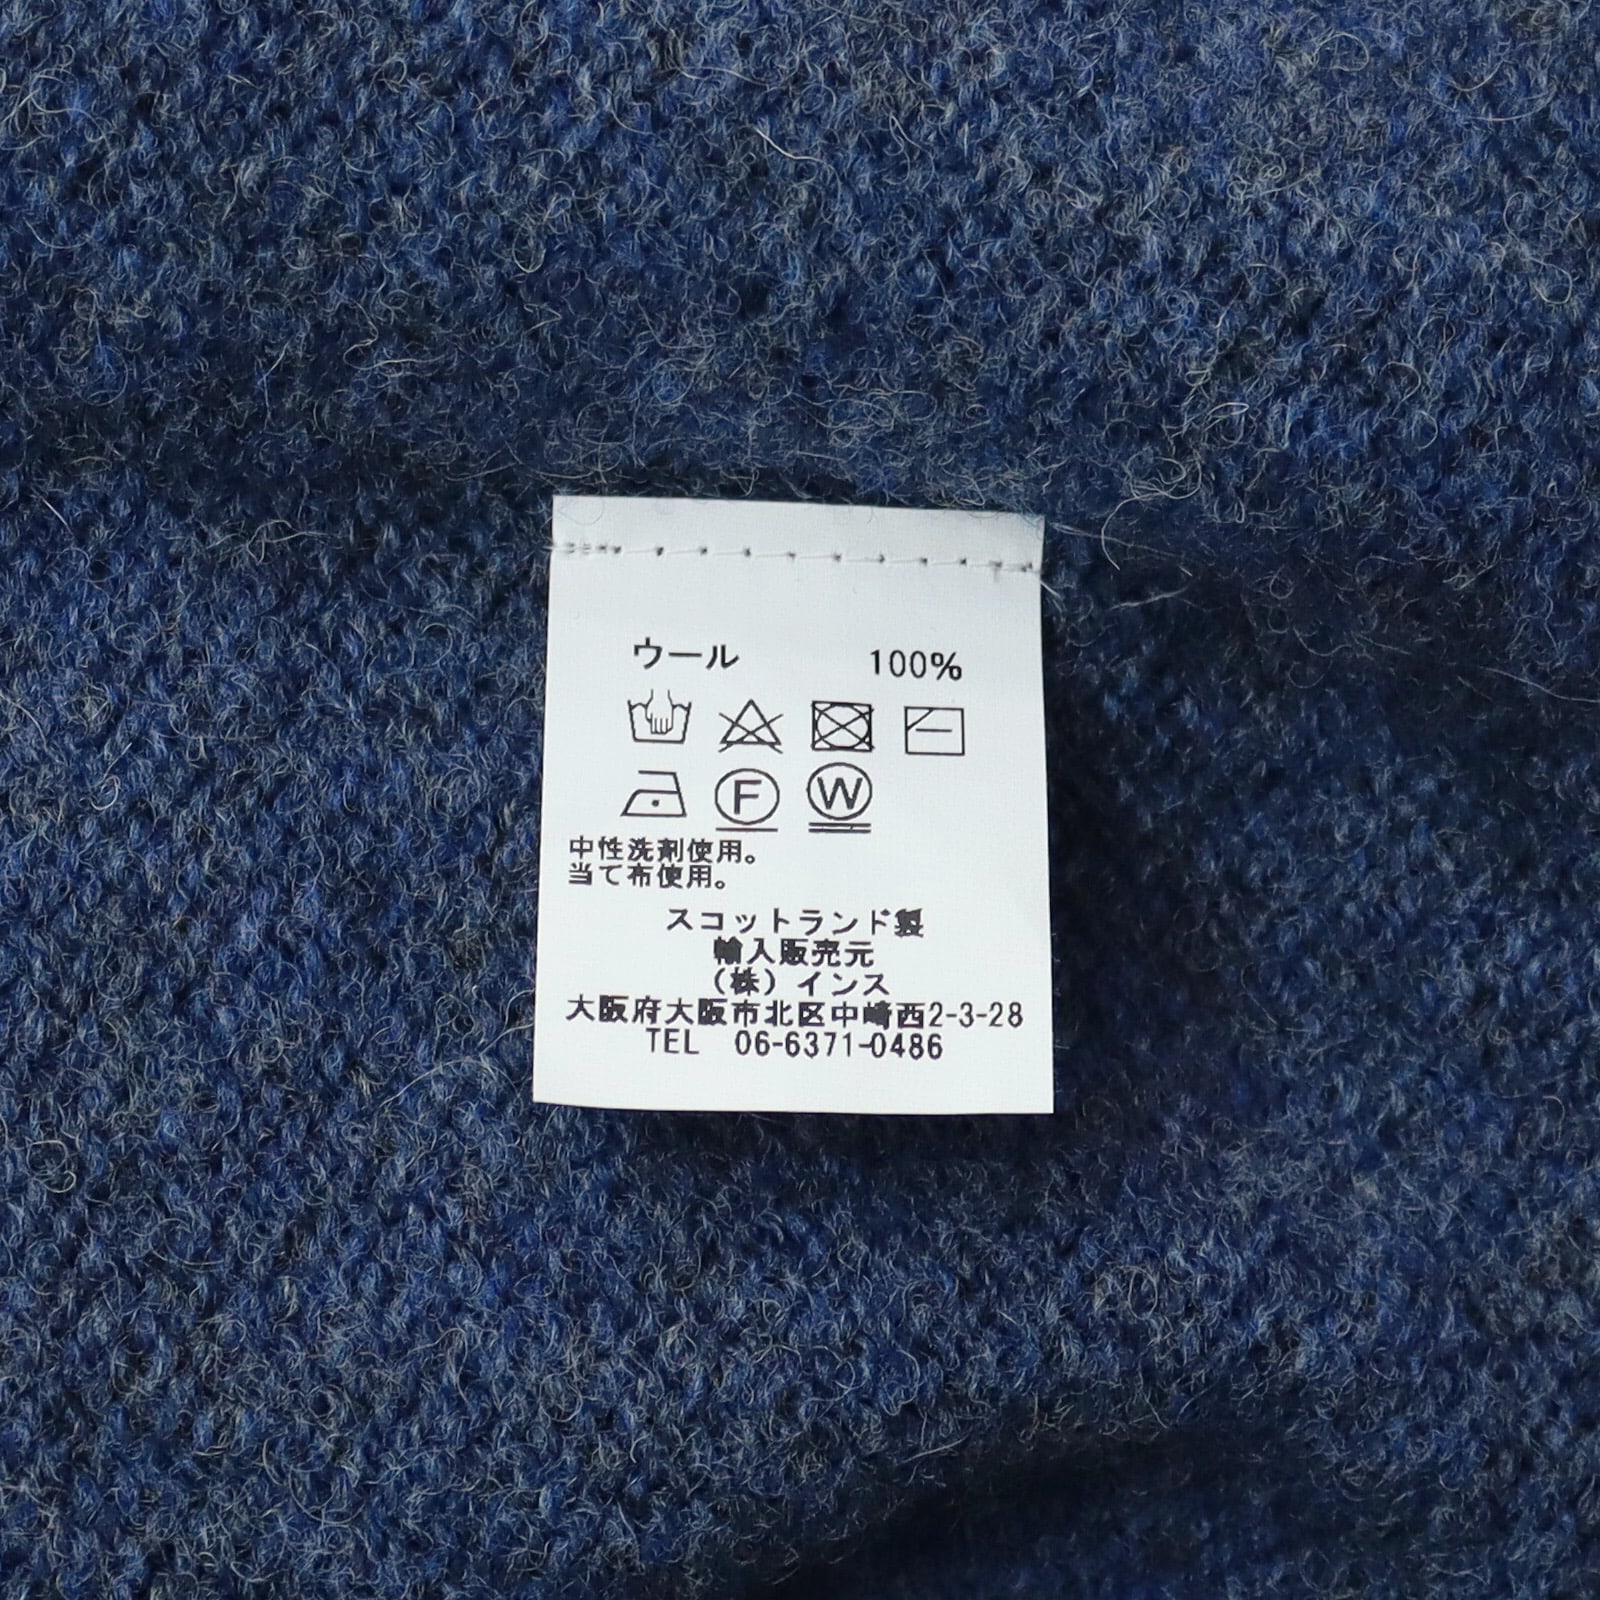 ウール 100%
F W
中性洗剤使用。
当て布使用。
スコットランド製
輸入販売元
(株)インス
大阪府大阪市北区中崎西2-3-28
TEL 06-6371-0486